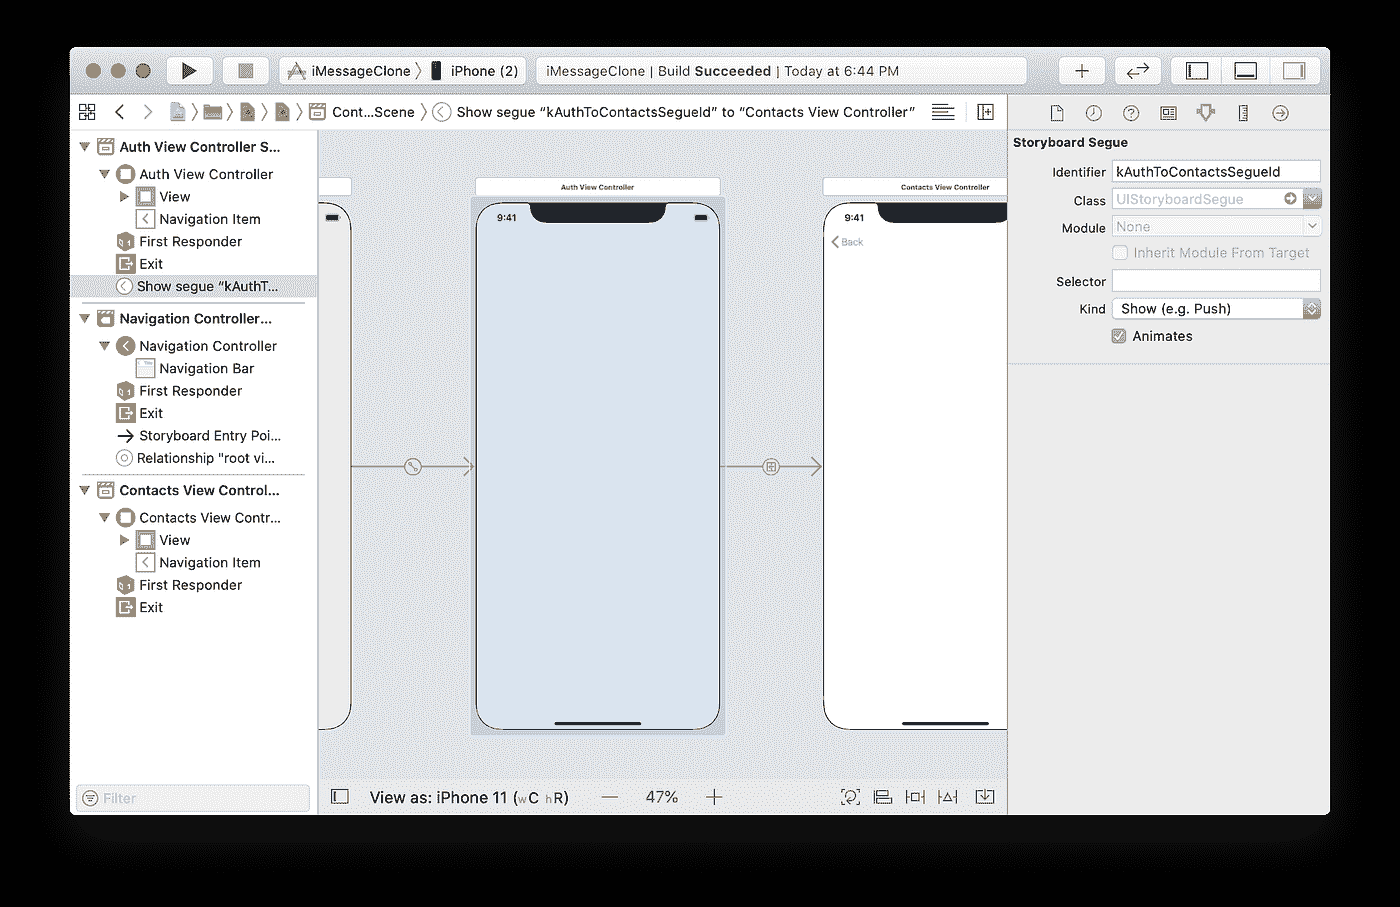 iMessageClone
iPhone (2)
iMessageClone | Build Succeeded | Today at 6:44 PM
Cont...Scene
Show segue “kAuthToContactsSegueId” to “Contacts View Controller”
Auth View Controller S...
Auth View Controller
View
Navigation Item
First Responder
Exit
Show segue “kAuthT...
Navigation Controller...
Navigation Controller
Navigation Bar
First Responder
Exit
Storyboard Entry Poi...
Relationship "root vi...
Contacts View Control...
Contacts View Contr...
View
Navigation Item
First Responder
Exit
Filter
Auth View Controller
9:41
Contacts View Controller
9:41
Back
View as: iPhone 11 (wC hR)
47%
Storyboard Segue
Identifier kAuthToContactsSegueId
Class UIStoryboardSegue
Module None
Inherit Module From Target
Selector
Kind Show (e.g. Push)
Animates